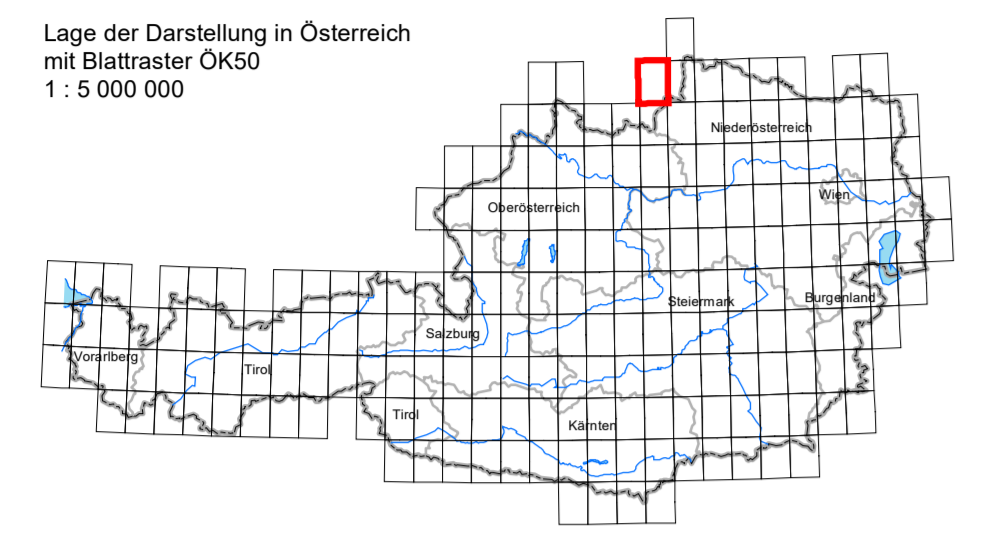 Lage der Darstellung in Österreich
mit Blattraster ÖK50
1 : 5 000 000
Niederösterreich
Wien
Oberösterreich
Steiermark
Burgenland
Salzburg
Vorarlberg
Tirol
Tirol
Kärnten